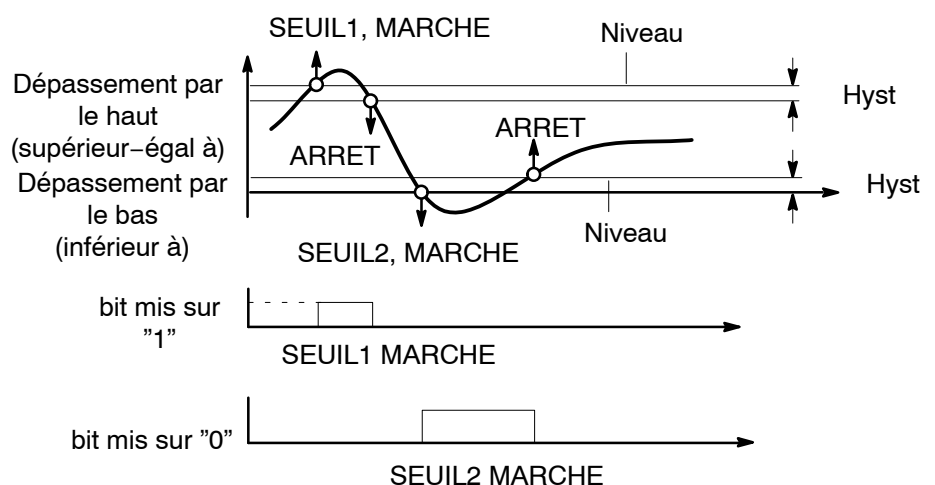 SEUIL1, MARCHE
Niveau
Dépassement par
le haut
(supérieur–égal à)
Hyst
ARRET
ARRET
Dépassement par
le bas
(inférieur à)
Hyst
Niveau
SEUIL2, MARCHE
bit mis sur
”1”
SEUIL1 MARCHE
bit mis sur ”0”
SEUIL2 MARCHE